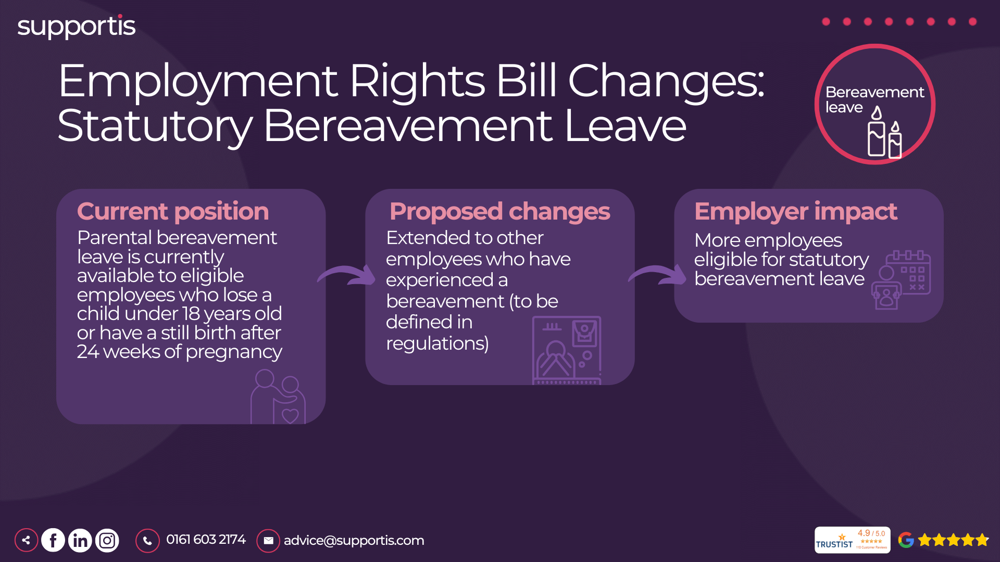 supportis
Employment Rights Bill Changes:
Statutory Bereavement Leave
Bereavement
leave
Current position
Parental bereavement
leave is currently
available to eligible
employees who lose a
child under 18 years old
or have a still birth after
24 weeks of pregnancy
Proposed changes
Extended to other
employees who have
experienced a
bereavement (to be
defined in
regulations)
Employer impact
More employees
eligible for statutory
bereavement leave
0161 603 2174
advice@supportis.com
TRUSTIST
4.9 / 5.0
116 Customer Reviews